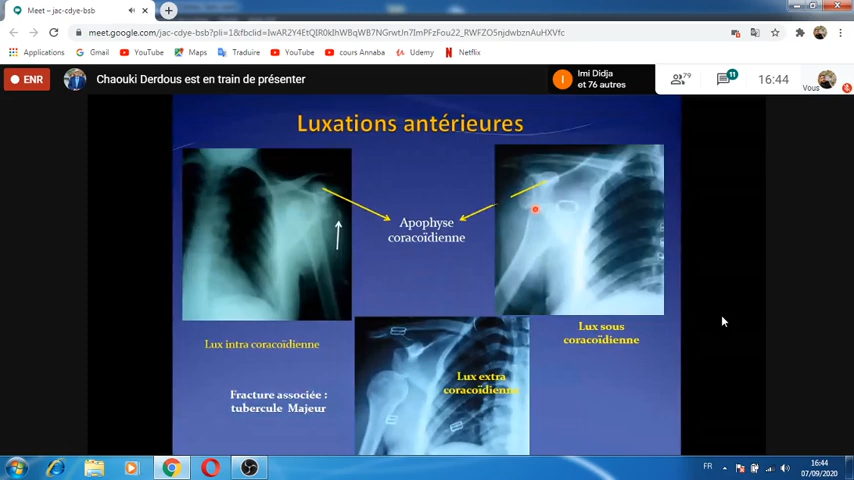 Meet – jac-cdye-bsb
meet.google.com/jac-cdye-bsb?pli=1&fbclid=IwAR2Y4EtQIR0kIhWBqWB7NGrwtUn7ImPFzFou22_RWFZO5njdwbznAuHXVfc
Applications
Gmail
YouTube
Maps
Traduire
YouTube
cours Annaba
Udemy
Netflix
ENR
Chaouki Derdous est en train de présenter
I
Imi Didja
et 76 autres
79
11
16:44
Vous
Luxations antérieures
Apophyse
coracoïdienne
Lux intra coracoïdienne
Lux sous
coracoïdienne
Fracture associée :
tubercule Majeur
Lux extra
coracoïdienne
FR
16:44
07/09/2020